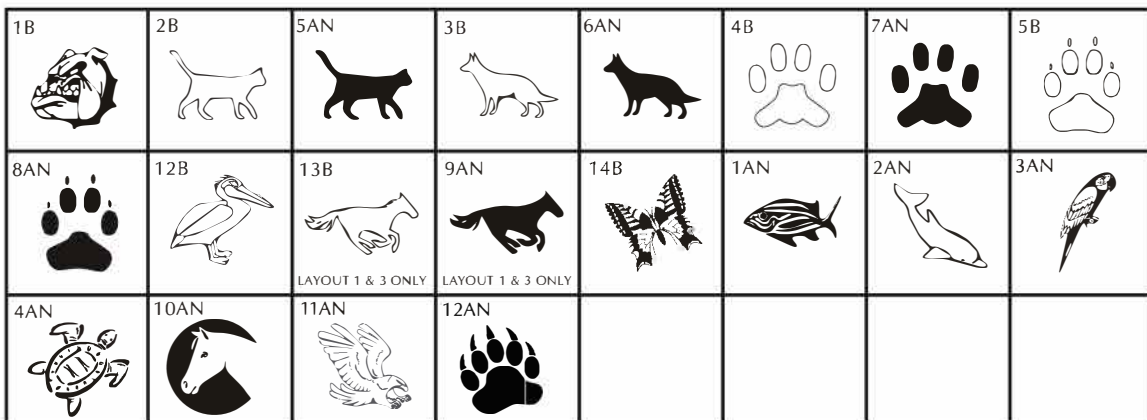 1B
2B
5AN
3B
6AN
4B
7AN
5B
8AN
12B
13B
LAYOUT 1 & 3 ONLY
9AN
LAYOUT 1 & 3 ONLY
14B
1AN
2AN
3AN
4AN
10AN
11AN
12AN